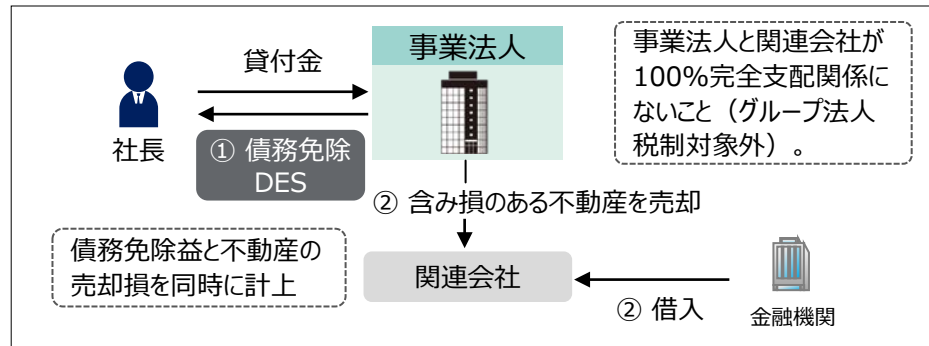 貸付金
社長
① 債務免除
DES
事業法人
事業法人と関連会社が
100%完全支配関係に
ないこと（グループ法人
税制対象外）。
② 含み損のある不動産を売却
債務免除益と不動産の
売却損を同時に計上
関連会社
② 借入
金融機関